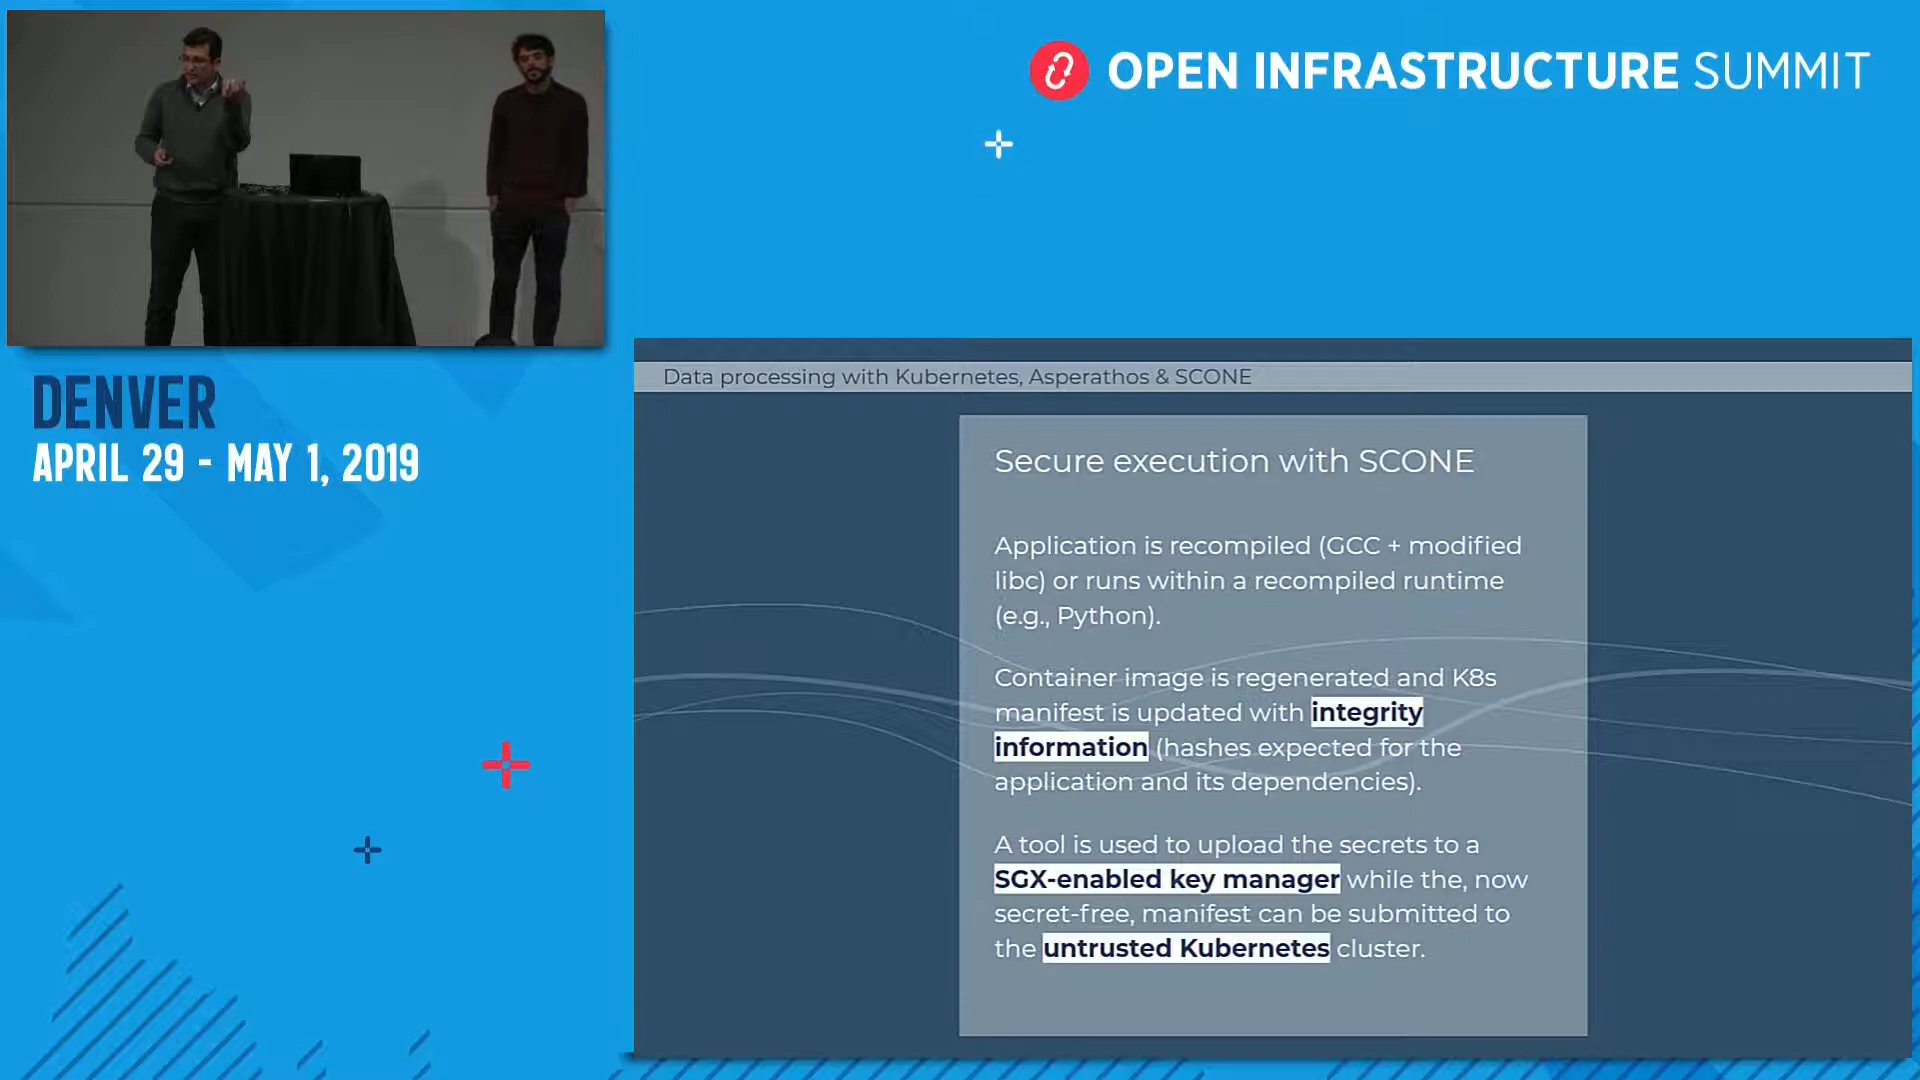 OPEN INFRASTRUCTURE SUMMIT
DENVER
APRIL 29 - MAY 1, 2019
Data processing with Kubernetes, Asperathos & SCONE
Secure execution with SCONE
Application is recompiled (GCC + modified
libc) or runs within a recompiled runtime
(e.g., Python).
Container image is regenerated and K8s
manifest is updated with integrity
information (hashes expected for the
application and its dependencies).
A tool is used to upload the secrets to a
SGX-enabled key manager while the, now
secret-free, manifest can be submitted to
the untrusted Kubernetes cluster.